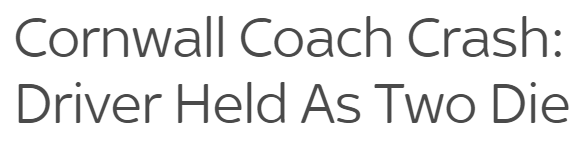 Cornwall Coach Crash:
Driver Held As Two Die